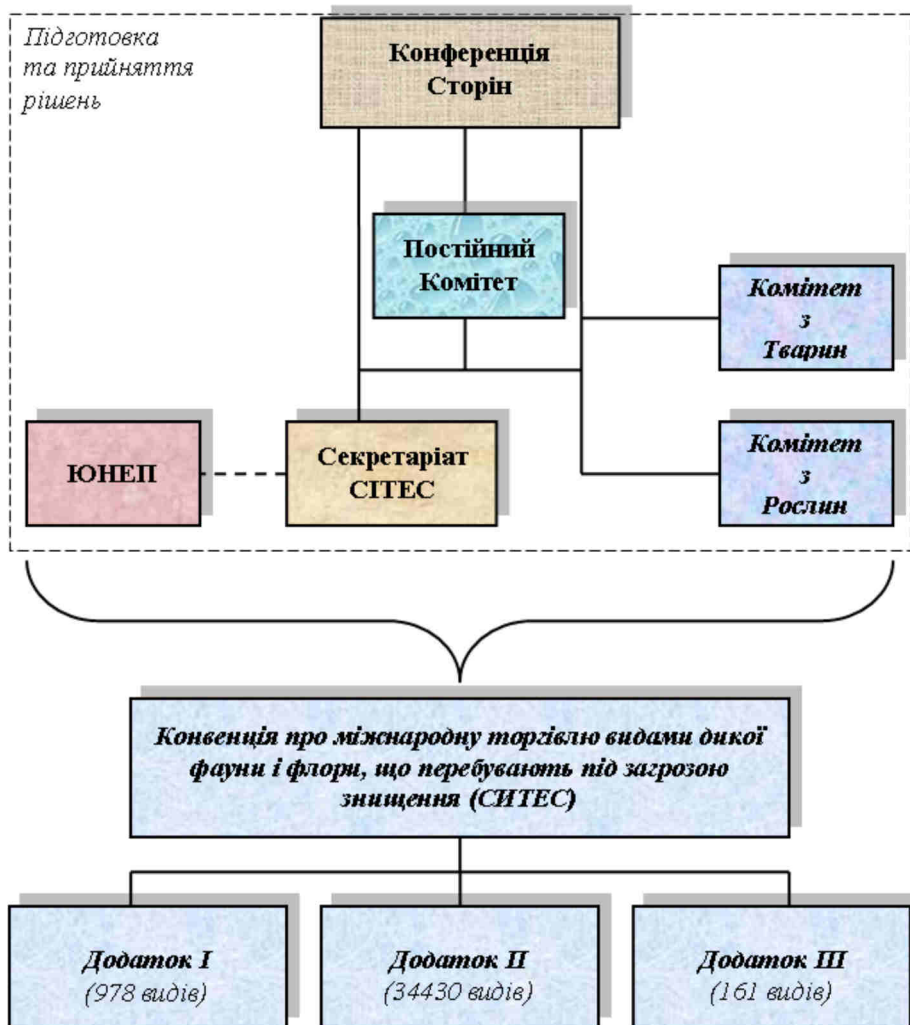 Підготовка
та прийняття
рішень
Конференція
Сторін
Постійний
Комітет
Комітет
з
Тварин
ЮНЕП
Секретаріат
СІТЕС
Комітет
з
Рослин
Конвенція про міжнародну торгівлю видами дикої
фауни і флори, що перебувають під загрозою
знищення (СИТЕС)
Додаток I
(978 видів)
Додаток II
(34430 видів)
Додаток III
(161 видів)